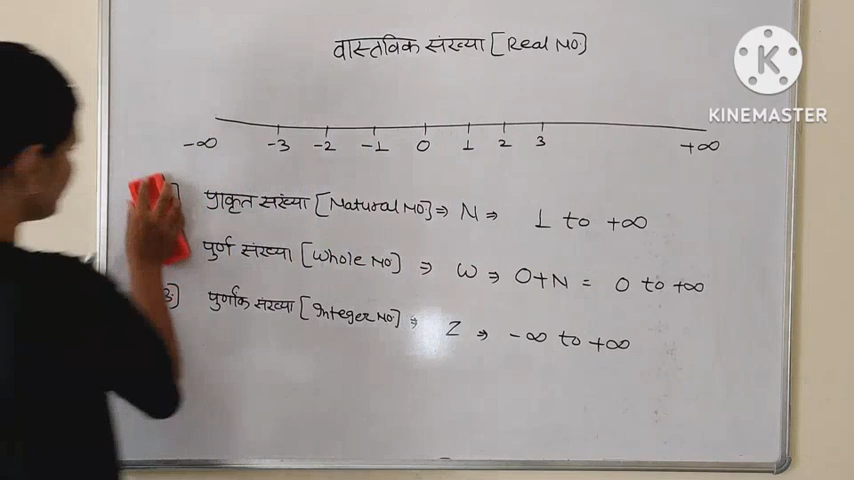 वास्तविक संख्या [Real No.]
KINEMASTER
-∞ -3 -2 -1 0 1 2 3 +∞
प्राकृत संख्या [Natural No] ⇒ N ⇒ 1 to +∞
पुर्ण संख्या [Whole No] ⇒ W ⇒ 0+N = 0 to +∞
3.] पुर्णांक संख्या [Integer No.] ⇒ Z ⇒ -∞ to +∞